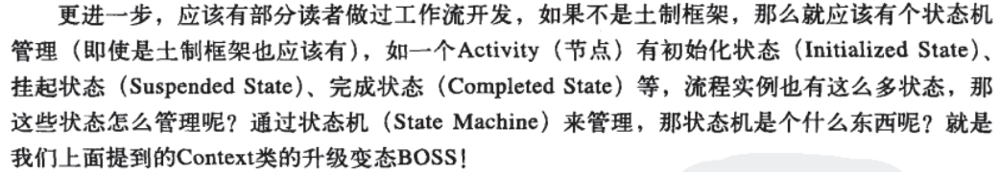 更进一步，应该有部分读者做过工作流开发，如果不是土制框架，那么就应该有个状态机
管理（即使是土制框架也应该有），如一个Activity（节点）有初始化状态（Initialized State）、
挂起状态（Suspended State）、完成状态（Completed State）等，流程实例也有这么多状态，那
这些状态怎么管理呢？通过状态机（State Machine）来管理，那状态机是个什么东西呢？就是
我们上面提到的Context类的升级变态BOSS！